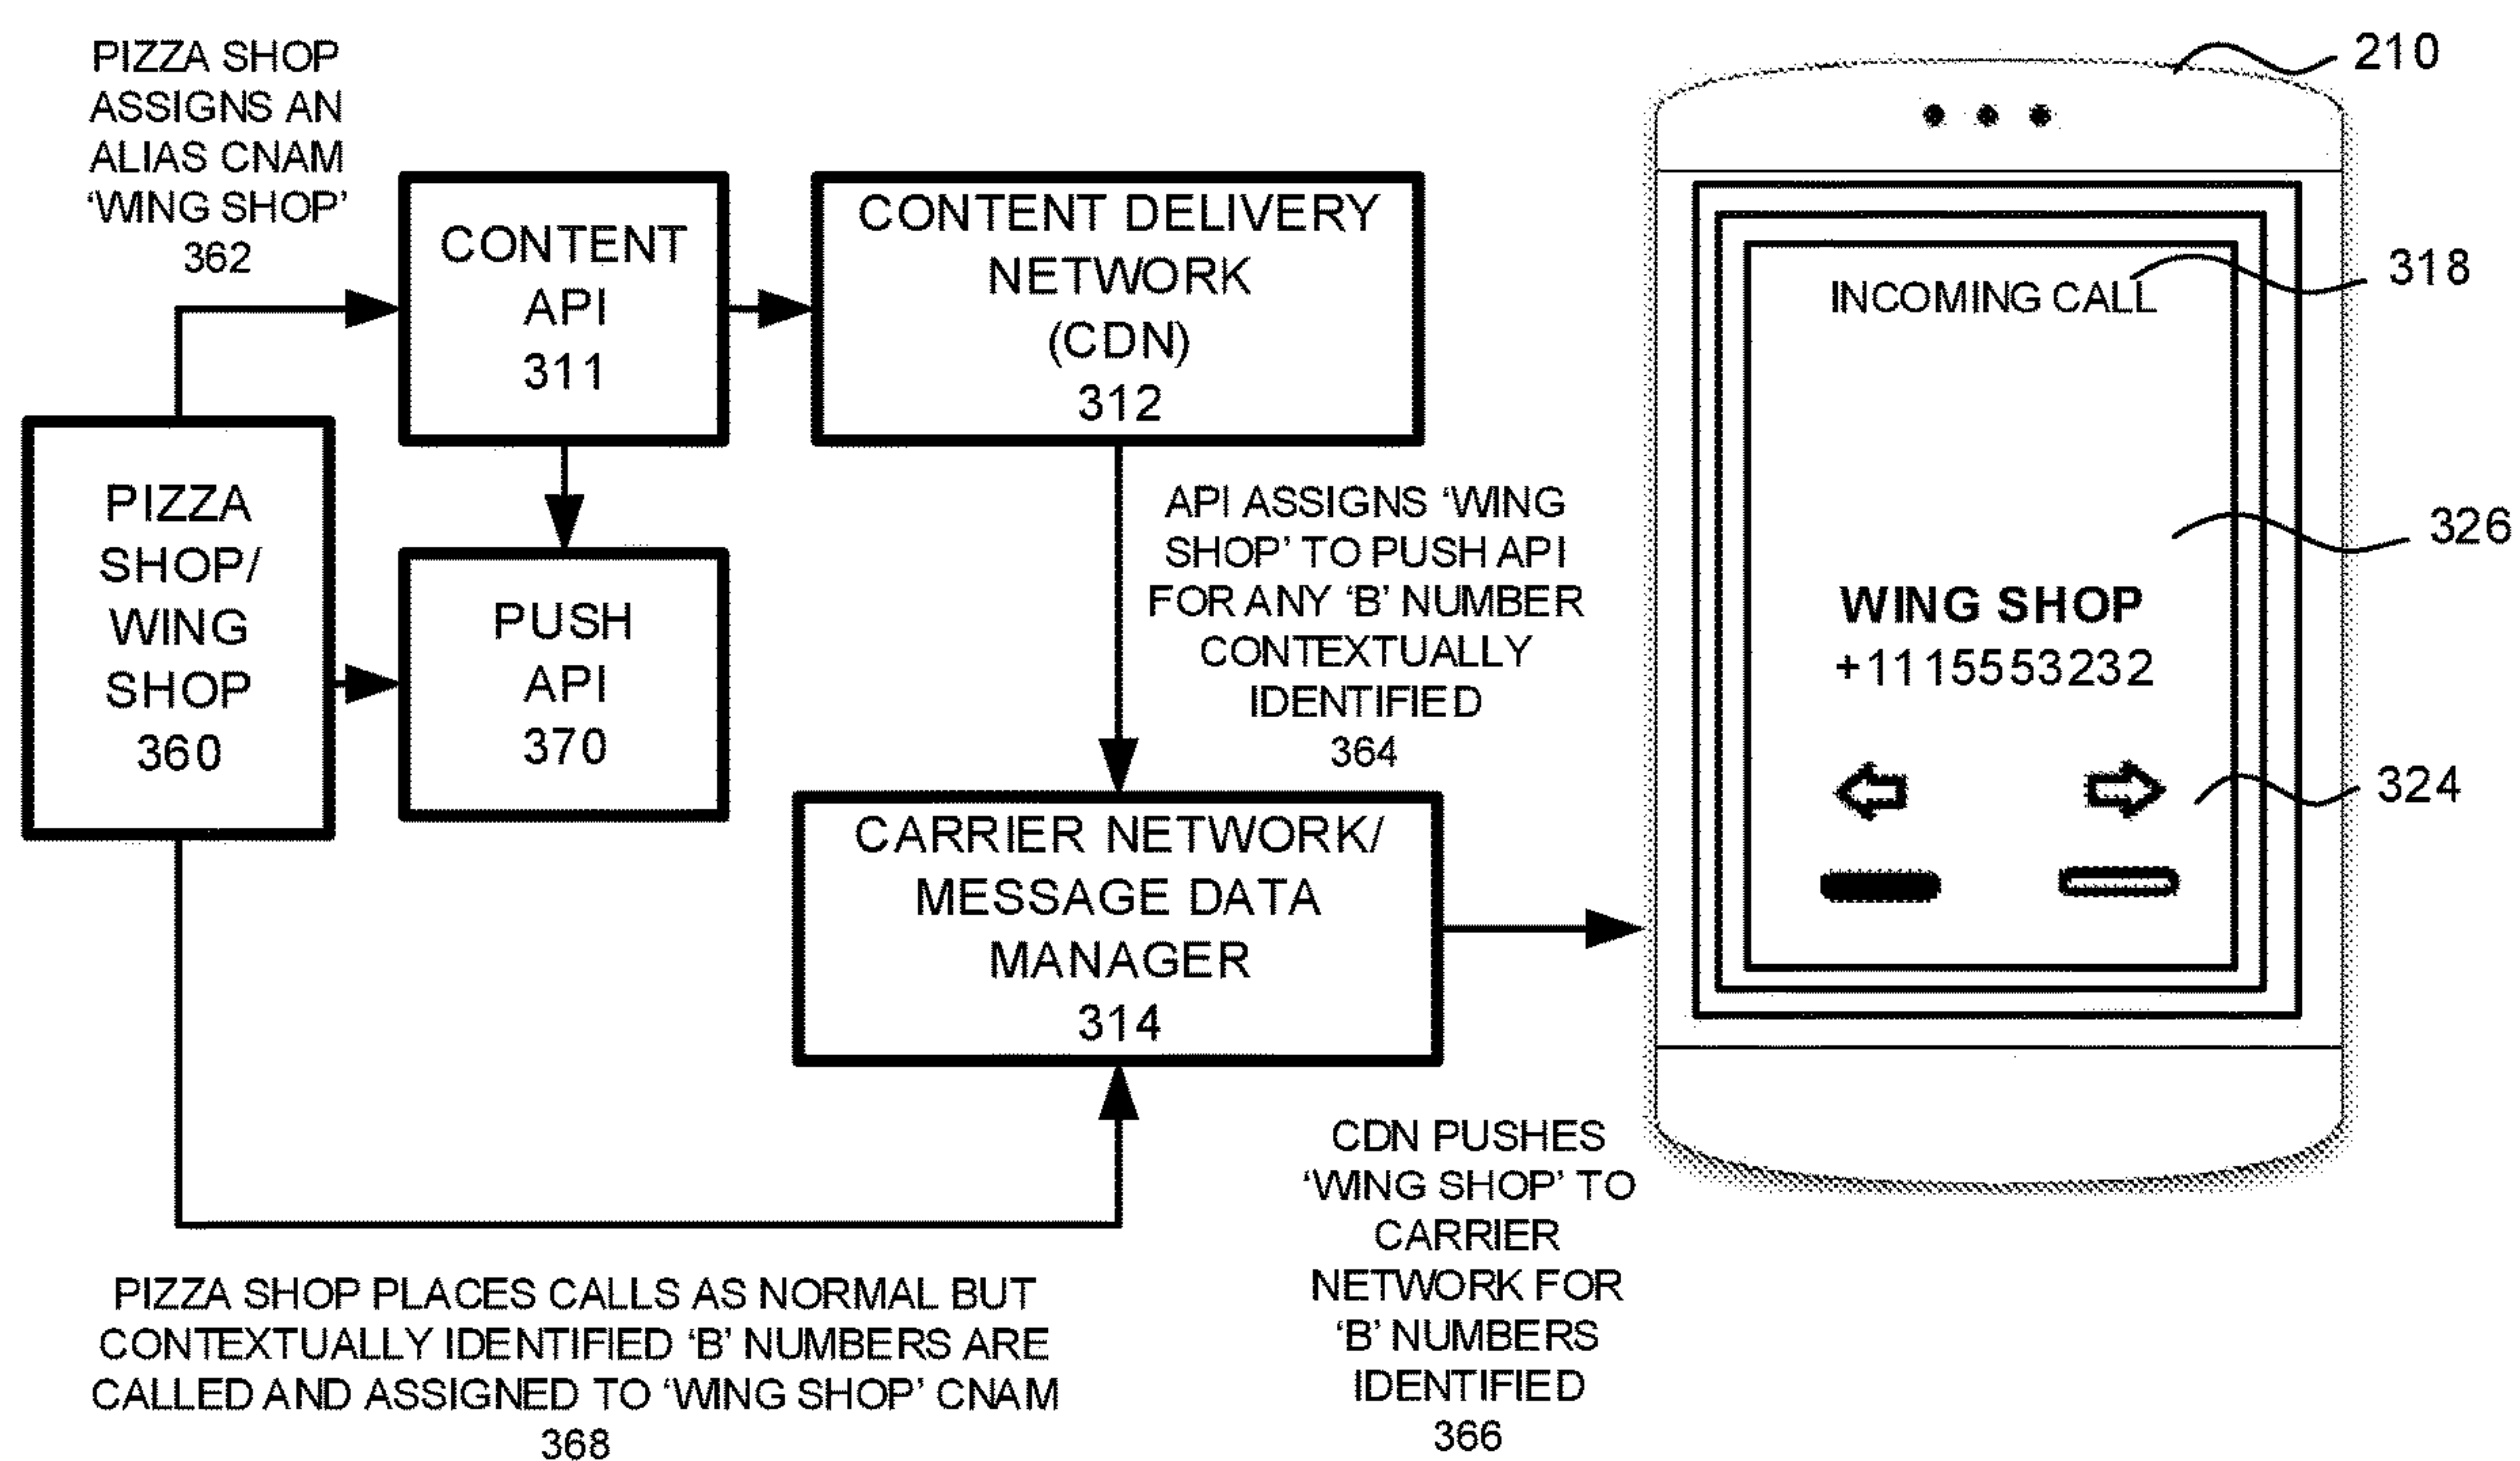 PIZZA SHOP
ASSIGNS AN
ALIAS CNAM
‘WING SHOP’
362
CONTENT
API
311
CONTENT DELIVERY
NETWORK
(CDN)
312
PIZZA
SHOP/
WING
SHOP
360
PUSH
API
370
API ASSIGNS ‘WING
SHOP’ TO PUSH API
FOR ANY ‘B’ NUMBER
CONTEXTUALLY
IDENTIFIED
364
CARRIER NETWORK/
MESSAGE DATA
MANAGER
314
PIZZA SHOP PLACES CALLS AS NORMAL BUT
CONTEXTUALLY IDENTIFIED ‘B’ NUMBERS ARE
CALLED AND ASSIGNED TO ‘WING SHOP’ CNAM
368
CDN PUSHES
‘WING SHOP’ TO
CARRIER
NETWORK FOR
‘B’ NUMBERS
IDENTIFIED
366
INCOMING CALL
WING SHOP
+1115553232
210
318
326
324